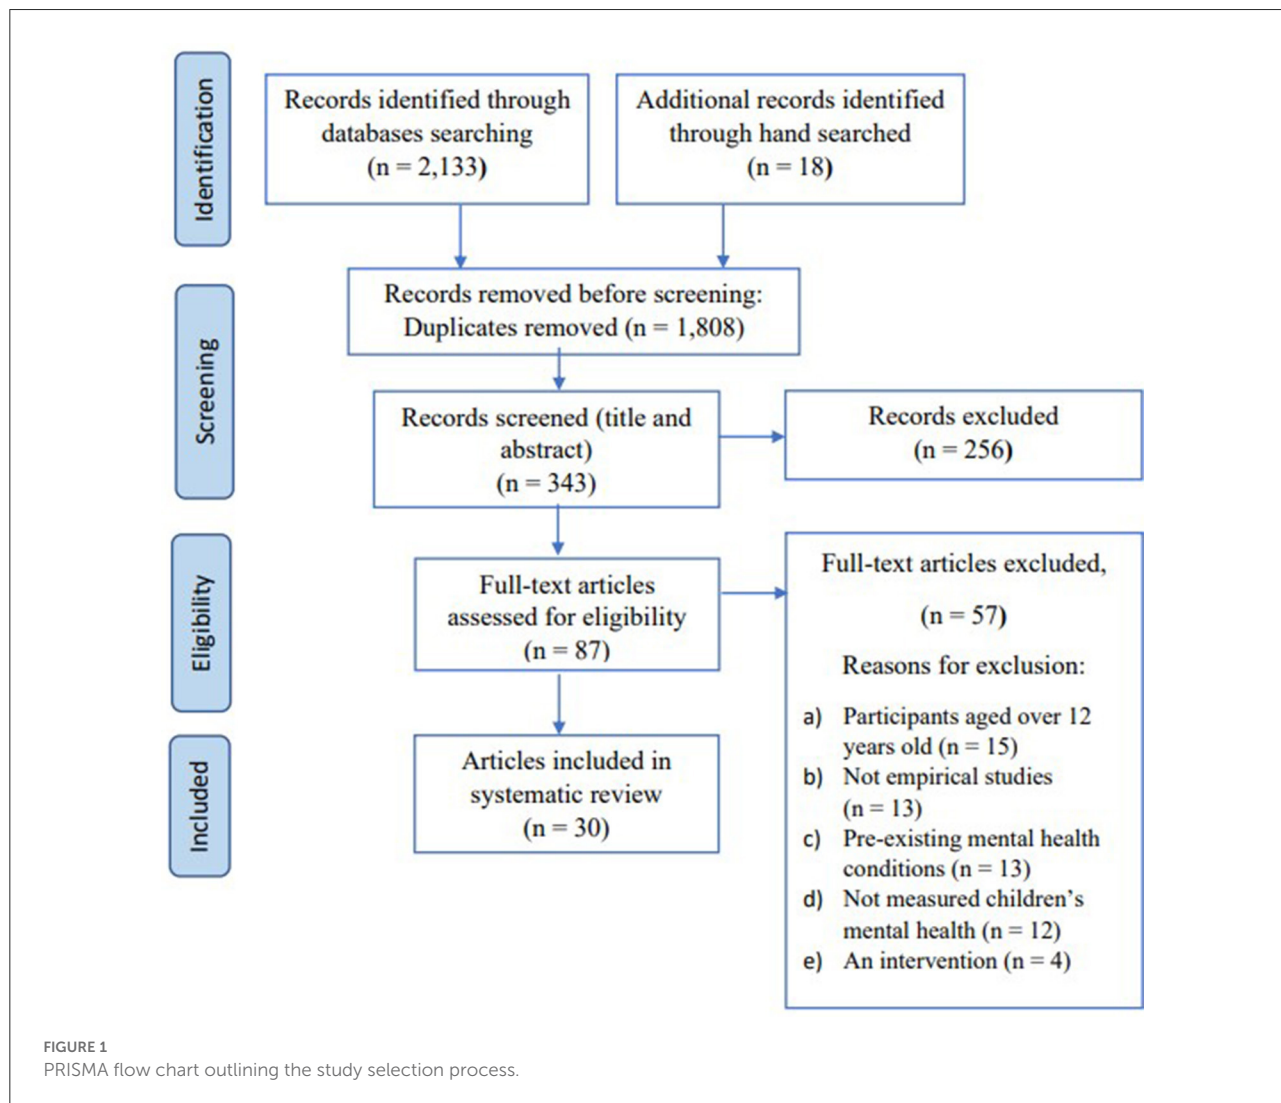 Identification
Records identified through
databases searching
(n = 2,133)
Additional records identified
through hand searched
(n = 18)
Screening
Records removed before screening:
Duplicates removed (n = 1,808)
Records screened (title and
abstract)
(n = 343)
Records excluded
(n = 256)
Eligibility
Full-text articles
assessed for eligibility
(n = 87)
Full-text articles excluded,
(n = 57)
Reasons for exclusion:
a) Participants aged over 12
years old (n = 15)
b) Not empirical studies
(n = 13)
c) Pre-existing mental health
conditions (n = 13)
d) Not measured children’s
mental health (n = 12)
e) An intervention (n = 4)
Included
Articles included in
systematic review
(n = 30)
FIGURE 1
PRISMA flow chart outlining the study selection process.